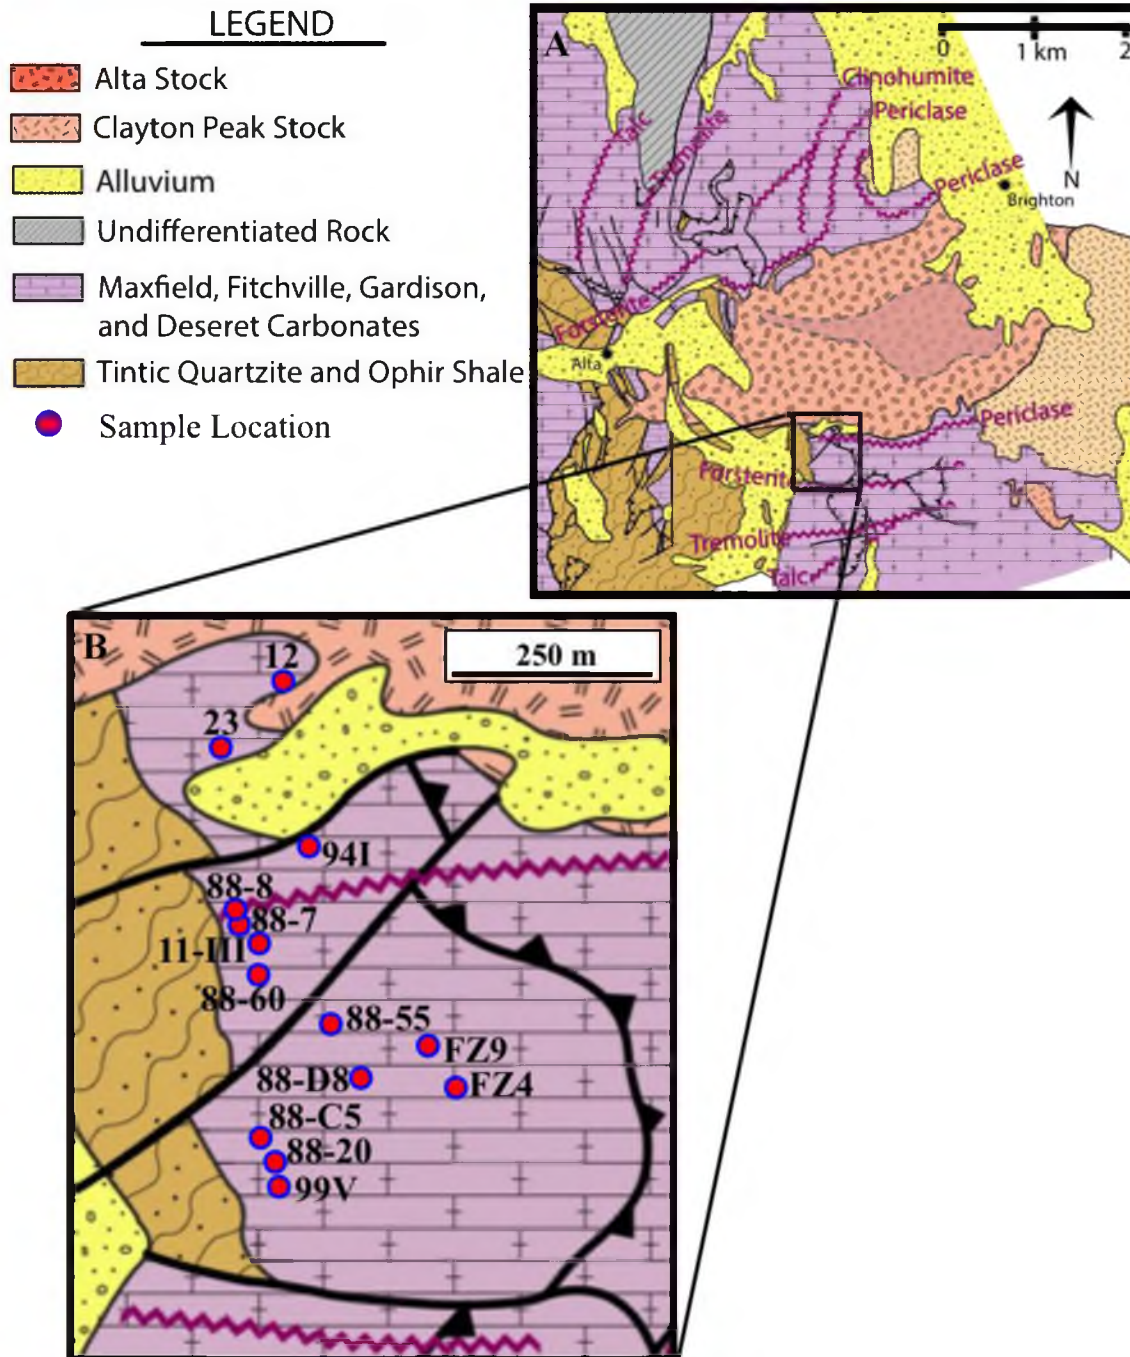 LEGEND
Alta Stock
Clayton Peak Stock
Alluvium
Undifferentiated Rock
Maxfield, Fitchville, Gardison,
and Deseret Carbonates
Tintic Quartzite and Ophir Shale
Sample Location
A
0
1 km
2
N
Clinohumite
Periclase
Talc
Tremolite
Periclase
Brighton
Forsterite
Alta
Periclase
Forsterit
Tremolite
Talc
B
250 m
12
23
94I
88-8
88-7
11-III
88-60
88-55
FZ9
88-D8
FZ4
88-C5
88-20
99V